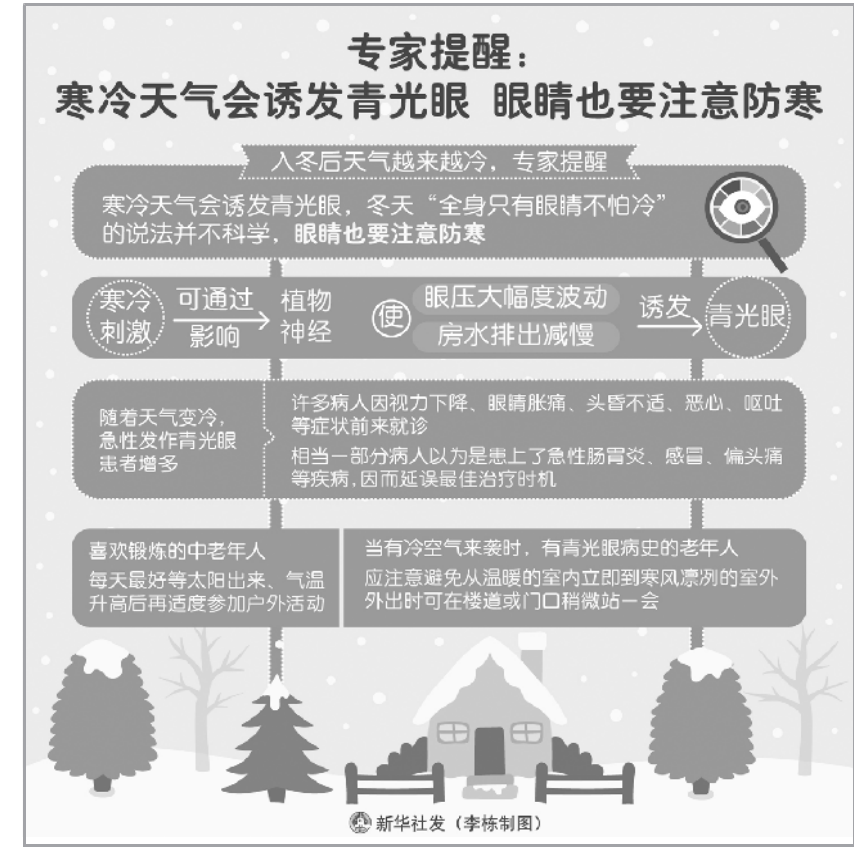 专家提醒：
寒冷天气会诱发青光眼 眼睛也要注意防寒
入冬后天气越来越冷，专家提醒
寒冷天气会诱发青光眼，冬天“全身只有眼睛不怕冷”
的说法并不科学，眼睛也要注意防寒
寒冷
刺激
可通过
影响
植物
神经
使
眼压大幅度波动
房水排出减慢
诱发
青光眼
随着天气变冷，
急性发作青光眼
患者增多
许多病人因视力下降、眼睛胀痛、头昏不适、恶心、呕吐
等症状前来就诊
相当一部分病人以为是患上了急性肠胃炎、感冒、偏头痛
等疾病，因而延误最佳治疗时机
喜欢锻炼的中老年人
每天最好等太阳出来、气温
升高后再适度参加户外活动
当有冷空气来袭时，有青光眼病史的老年人
应注意避免从温暖的室内立即到寒风凛冽的室外
外出时可在楼道或门口稍微站一会
新华社发（李栋制图）